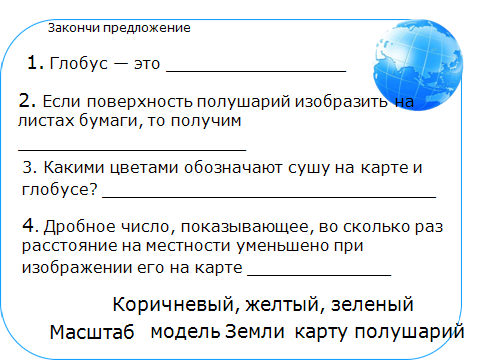 Закончи предложение
1. Глобус — это ___________________
2. Если поверхность полушарий изобразить на
листах бумаги, то получим
________________________
3. Какими цветами обозначают сушу на карте и
глобусе? ___________________________________
4. Дробное число, показывающее, во сколько раз
расстояние на местности уменьшено при
изображении его на карте _______________
Коричневый, желтый, зеленый
Масштаб модель Земли карту полушарий